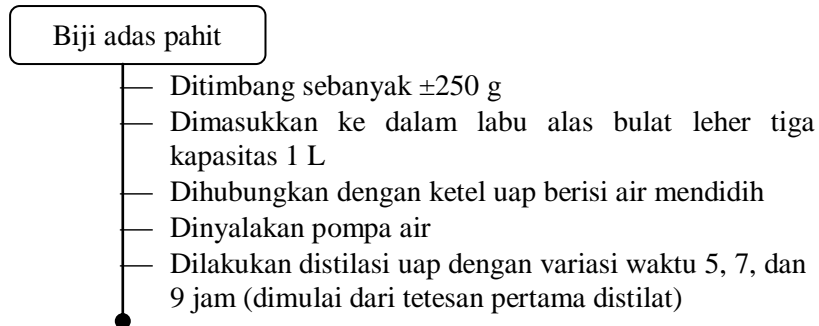 Biji adas pahit
Ditimbang sebanyak ±250 g
Dimasukkan ke dalam labu alas bulat leher tiga
kapasitas 1 L
Dihubungkan dengan ketel uap berisi air mendidih
Dinyalakan pompa air
Dilakukan distilasi uap dengan variasi waktu 5, 7, dan
9 jam (dimulai dari tetesan pertama distilat)